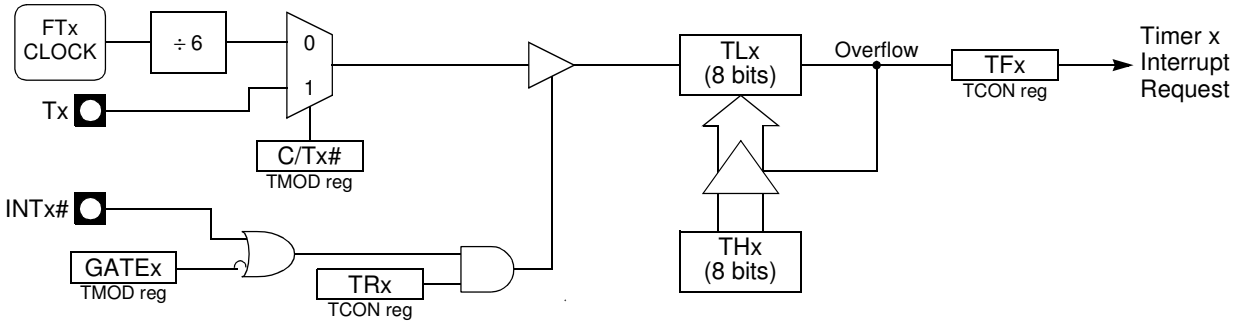 FTx
CLOCK
÷ 6
0
1
Tx
C/Tx#
TMOD reg
INTx#
GATEx
TMOD reg
TRx
TCON reg
TLx
(8 bits)
THx
(8 bits)
Overflow
TFx
TCON reg
Timer x
Interrupt
Request